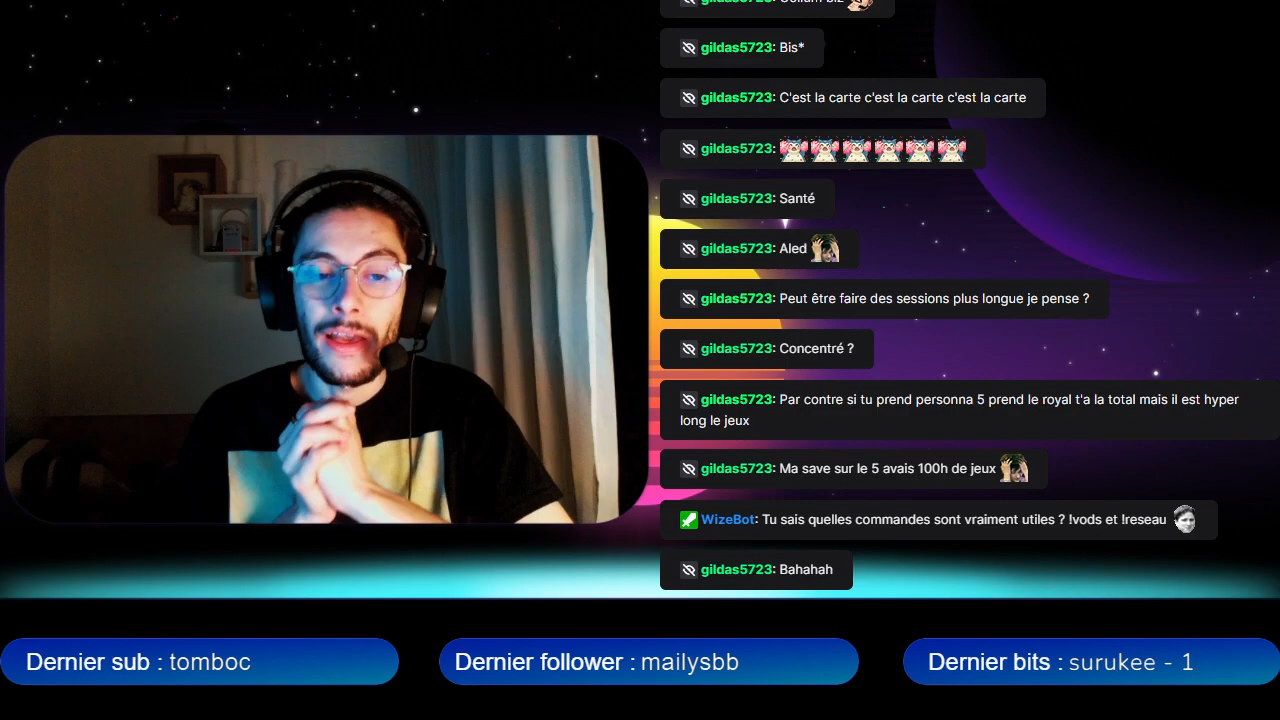 gildas5723:
gildas5723: Bis*
gildas5723: C'est la carte c'est la carte c'est la carte
gildas5723:
gildas5723: Santé
gildas5723: Aled
gildas5723: Peut être faire des sessions plus longue je pense ?
gildas5723: Concentré ?
gildas5723: Par contre si tu prend personna 5 prend le royal t'a la total mais il est hyper
long le jeux
gildas5723: Ma save sur le 5 avais 100h de jeux
WizeBot: Tu sais quelles commandes sont vraiment utiles ? !vods et !reseau
gildas5723: Bahahah
Dernier sub : tomboc
Dernier follower : mailysbb
Dernier bits : surukee - 1